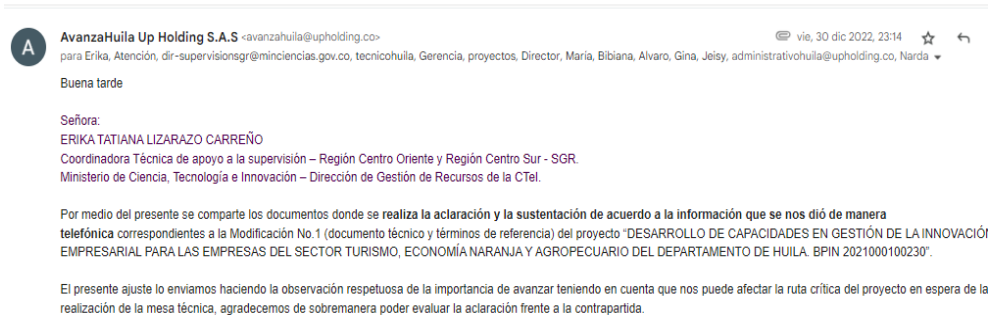 A
AvanzaHuila Up Holding S.A.S <avanzahuila@upholding.co>
vie, 30 dic 2022, 23:14
para Erika, Atención, dir-supervisionsgr@minciencias.gov.co, tecnicohuila, Gerencia, proyectos, Director, María, Bibiana, Alvaro, Gina, Jeisy, administrativohuila@upholding.co, Narda
Buena tarde
Señora:
ERIKA TATIANA LIZARAZO CARREÑO
Coordinadora Técnica de apoyo a la supervisión – Región Centro Oriente y Región Centro Sur - SGR.
Ministerio de Ciencia, Tecnología e Innovación – Dirección de Gestión de Recursos de la CTeI.
Por medio del presente se comparte los documentos donde se realiza la aclaración y la sustentación de acuerdo a la información que se nos dió de manera
telefónica correspondientes a la Modificación No.1 (documento técnico y términos de referencia) del proyecto “DESARROLLO DE CAPACIDADES EN GESTIÓN DE LA INNOVACIÓN
EMPRESARIAL PARA LAS EMPRESAS DEL SECTOR TURISMO, ECONOMÍA NARANJA Y AGROPECUARIO DEL DEPARTAMENTO DE HUILA. BPIN 2021000100230”.
El presente ajuste lo enviamos haciendo la observación respetuosa de la importancia de avanzar teniendo en cuenta que nos puede afectar la ruta crítica del proyecto en espera de la
realización de la mesa técnica, agradecemos de sobremanera poder evaluar la aclaración frente a la contrapartida.